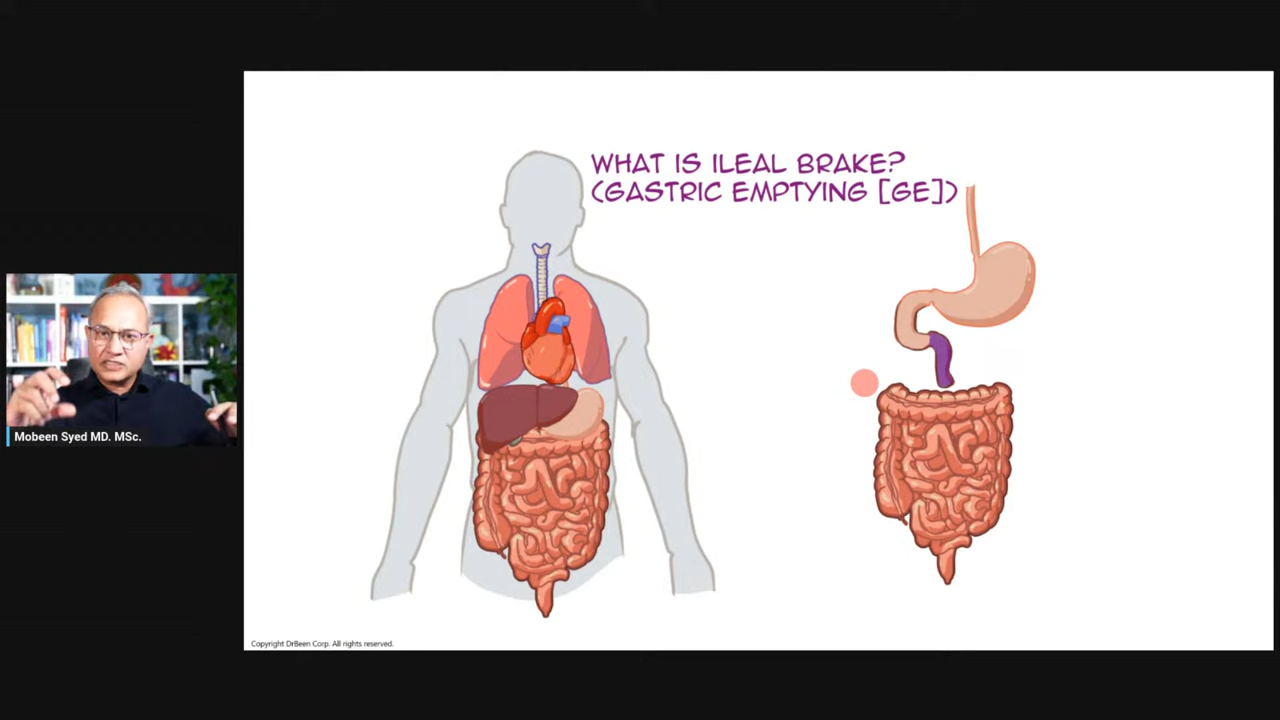 WHAT IS ILEAL BRAKE?
(GASTRIC EMPTYING [GE])
Mobeen Syed MD. MSc.
Copyright DrBeen Corp. All rights reserved.